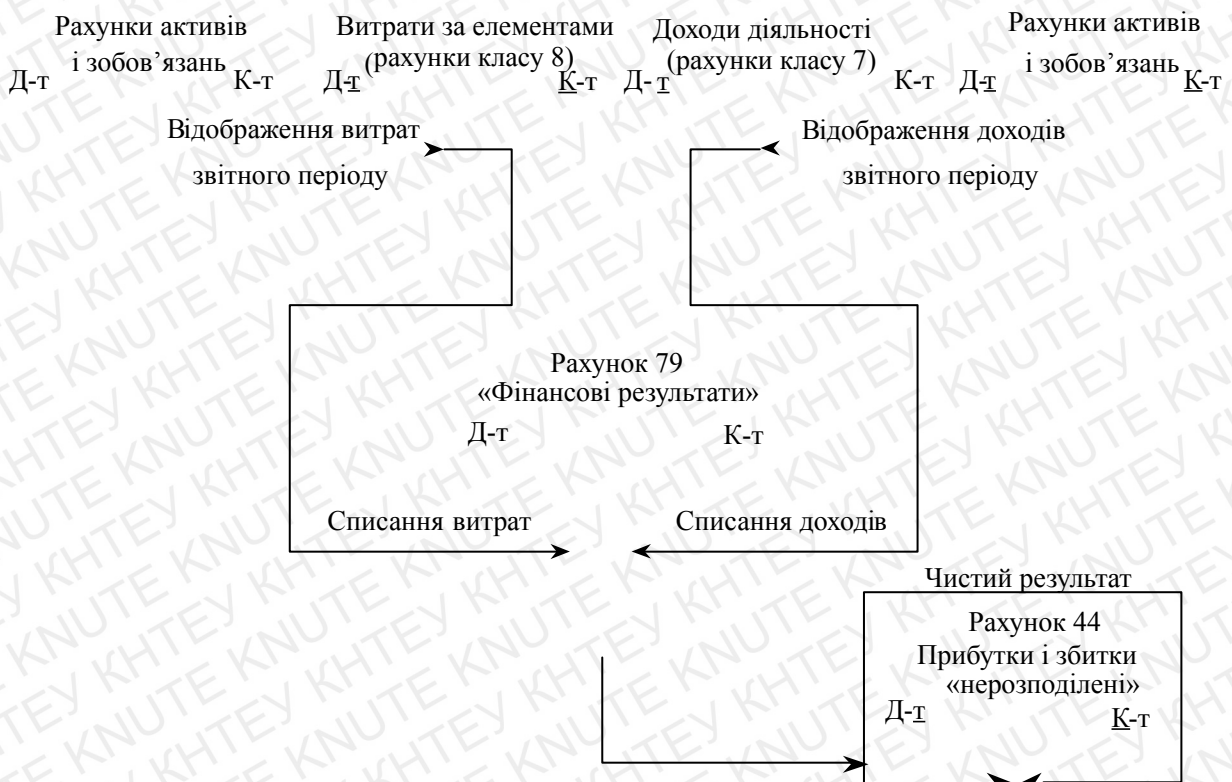 Рахунки активів
і зобов’язань
Д-т К-т
Витрати за елементами
(рахунки класу 8)
Д-т К-т
Доходи діяльності
(рахунки класу 7)
Д- т К-т
Рахунки активів
і зобов’язань
Д-т К-т
Відображення витрат
звітного періоду
Відображення доходів
звітного періоду
Рахунок 79
«Фінансові результати»
Д-т К-т
Списання витрат
Списання доходів
Чистий результат
Рахунок 44
Прибутки і збитки
«нерозподілені»
Д-т К-т
KNUTE КНТЕУ